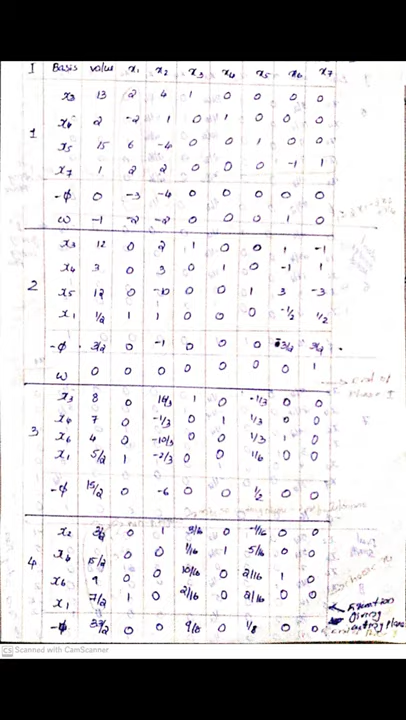 I Basis value x1 x2 x3 x4 x5 x6 x7
x3 13 2 4 1 0 0 0 0
x4 2 -2 1 0 1 0 0 0
1
x5 15 6 -4 0 0 1 0 0
x7 1 2 2 0 0 0 -1 1
-ϕ 0 -3 -4 0 0 0 0 0
w -1 -2 -2 0 0 0 1 0
x3 12 0 2 1 0 0 1 -1
x4 3 0 3 0 1 0 -1 1
2
x5 12 0 -10 0 0 1 3 -3
x1 1/2 1 1 0 0 0 -1/2 1/2
-ϕ 3/2 0 -1 0 0 0 -3/2 3/2
w 0 0 0 0 0 0 0 1
x3 8 0 16/3 1 0 -1/3 0 0
x4 7 0 -1/3 0 1 1/3 0 0
3
x6 4 0 -10/3 0 0 1/3 1 0
x1 5/2 1 -2/3 0 0 1/6 0 0
-ϕ 15/2 0 -6 0 0 1/2 0 0
x2 3/2 0 1 3/16 0 -1/16 0 0
x4 15/2 0 0 1/16 1 5/16 0 0
4
x6 9 0 0 10/16 0 2/16 1 0
x1 7/2 1 0 2/16 0 2/16 0 0
Equation
Giving
cutting plane
-ϕ 33/2 0 0 9/8 0 1/8 0 0
CS Scanned with CamScanner